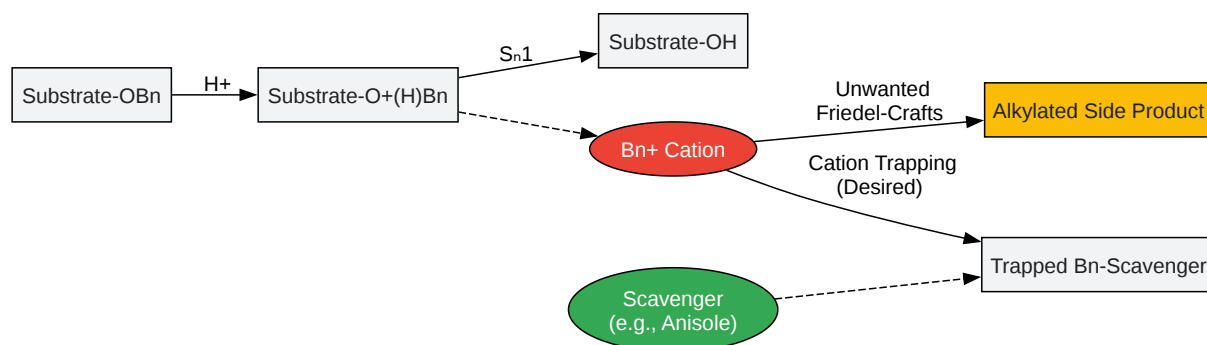 Substrate-OBn
H+
Substrate-O+(H)Bn
Sₙ1
Substrate-OH
Bn+ Cation
Unwanted
Friedel-Crafts
Alkylated Side Product
Cation Trapping
(Desired)
Trapped Bn-Scavenger
Scavenger
(e.g., Anisole)